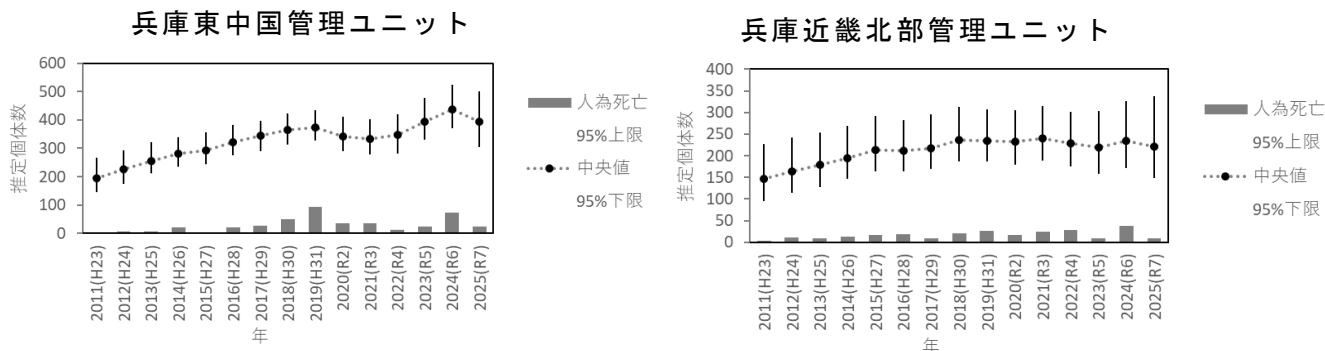 兵庫東中国管理ユニット
600
500
400
300
200
100
0
推定個体数
2011(H23)
2012(H24)
2013(H25)
2014(H26)
2015(H27)
2016(H28)
2017(H29)
2018(H30)
2019(H31)
2020(R2)
2021(R3)
2022(R4)
2023(R5)
2024(R6)
2025(R7)
年
人為死亡
95%上限
中央値
95%下限
兵庫近畿北部管理ユニット
400
350
300
250
200
150
100
50
0
推定個体数
2011(H23)
2012(H24)
2013(H25)
2014(H26)
2015(H27)
2016(H28)
2017(H29)
2018(H30)
2019(H31)
2020(R2)
2021(R3)
2022(R4)
2023(R5)
2024(R6)
2025(R7)
年
人為死亡
95%上限
中央値
95%下限